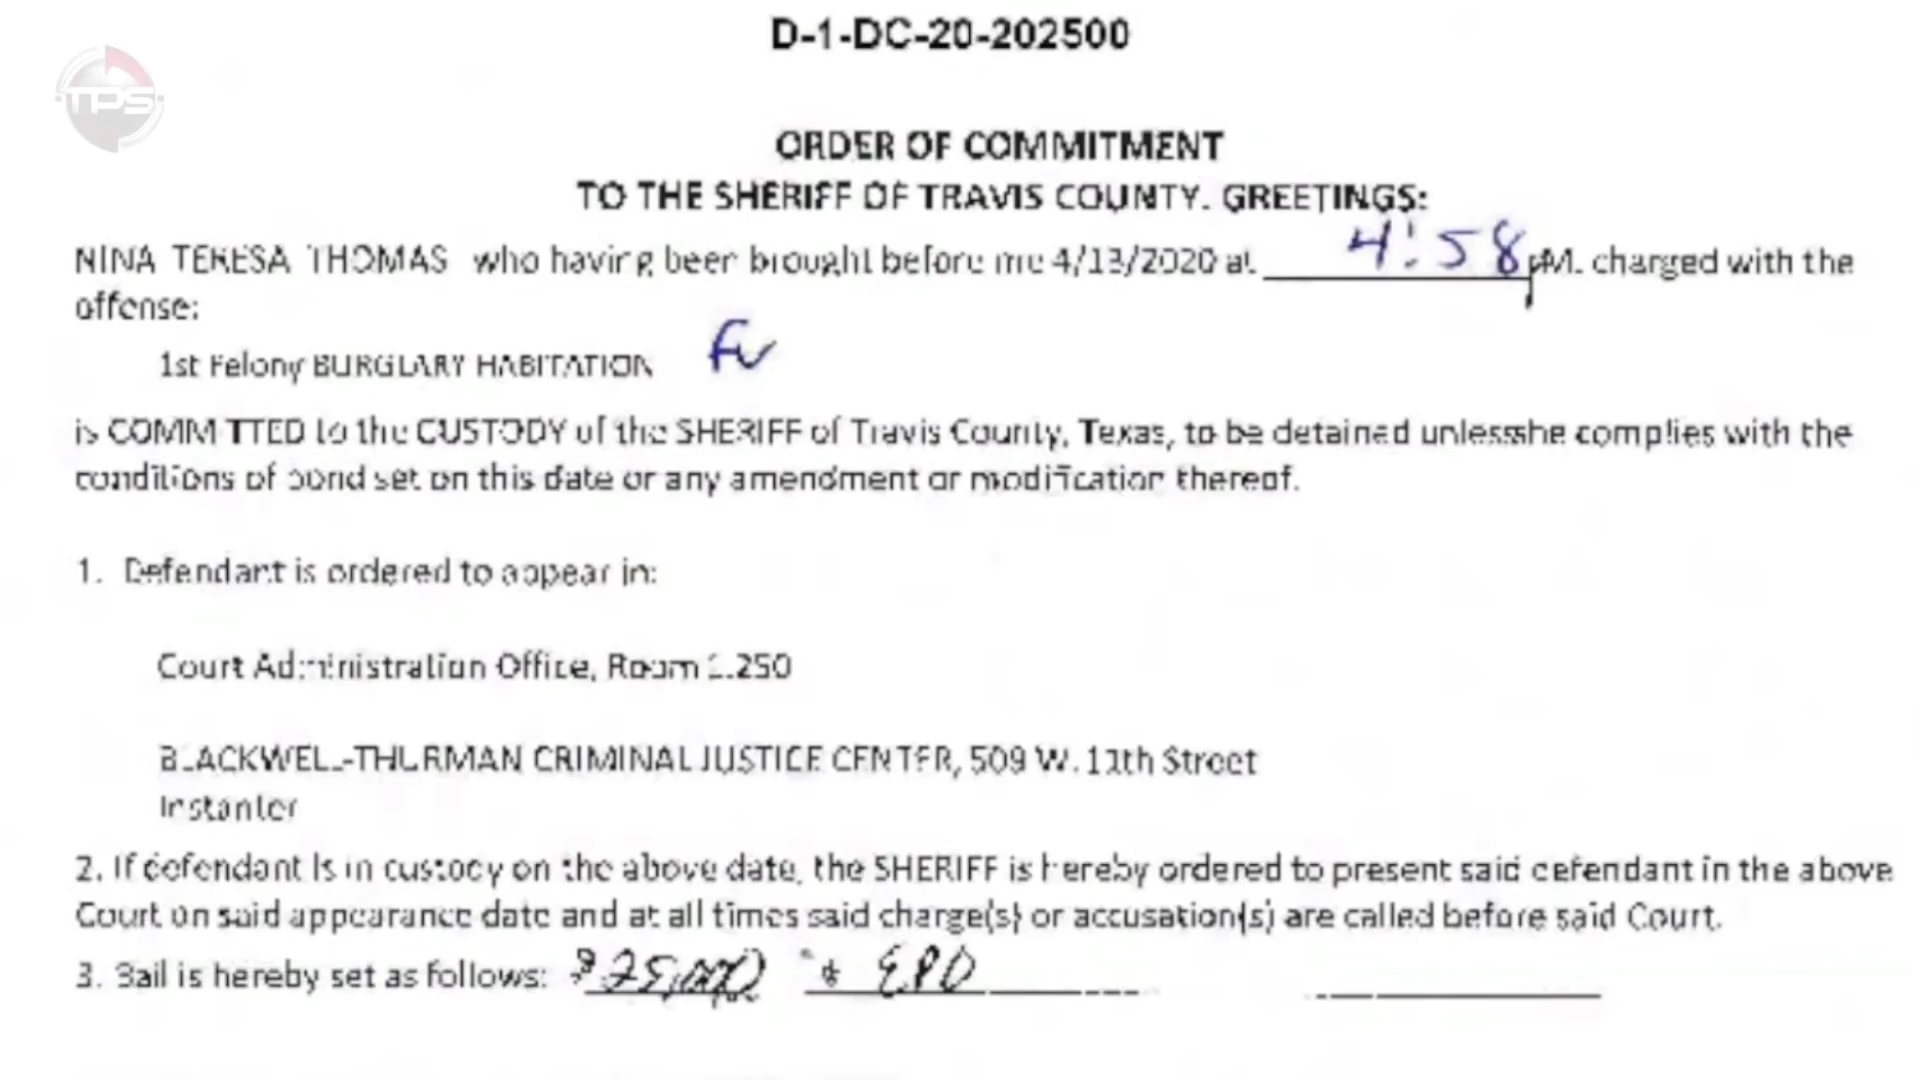 D-1-DC-20-202500
TPS
ORDER OF COMMITMENT
TO THE SHERIFF OF TRAVIS COUNTY. GREETINGS:
NINA TERESA THOMAS who having been brought before me 4/13/2020 at 4:58 PM. charged with the
offense:
1st Felony BURGLARY HABITATION FV
is COMMITTED to the CUSTODY of the SHERIFF of Travis County, Texas, to be detained unlessshe complies with the
conditions of bond set on this date or any amendment or modification thereof.
1. Defendant is ordered to appear in:
Court Administration Office, Room 1.250
BLACKWELL-THURMAN CRIMINAL JUSTICE CENTER, 509 W. 11th Street
Instanter
2. If defendant is in custody on the above date, the SHERIFF is hereby ordered to present said defendant in the above
Court on said appearance date and at all times said charge(s) or accusation(s) are called before said Court.
3. Bail is hereby set as follows: $25,000 + EPO